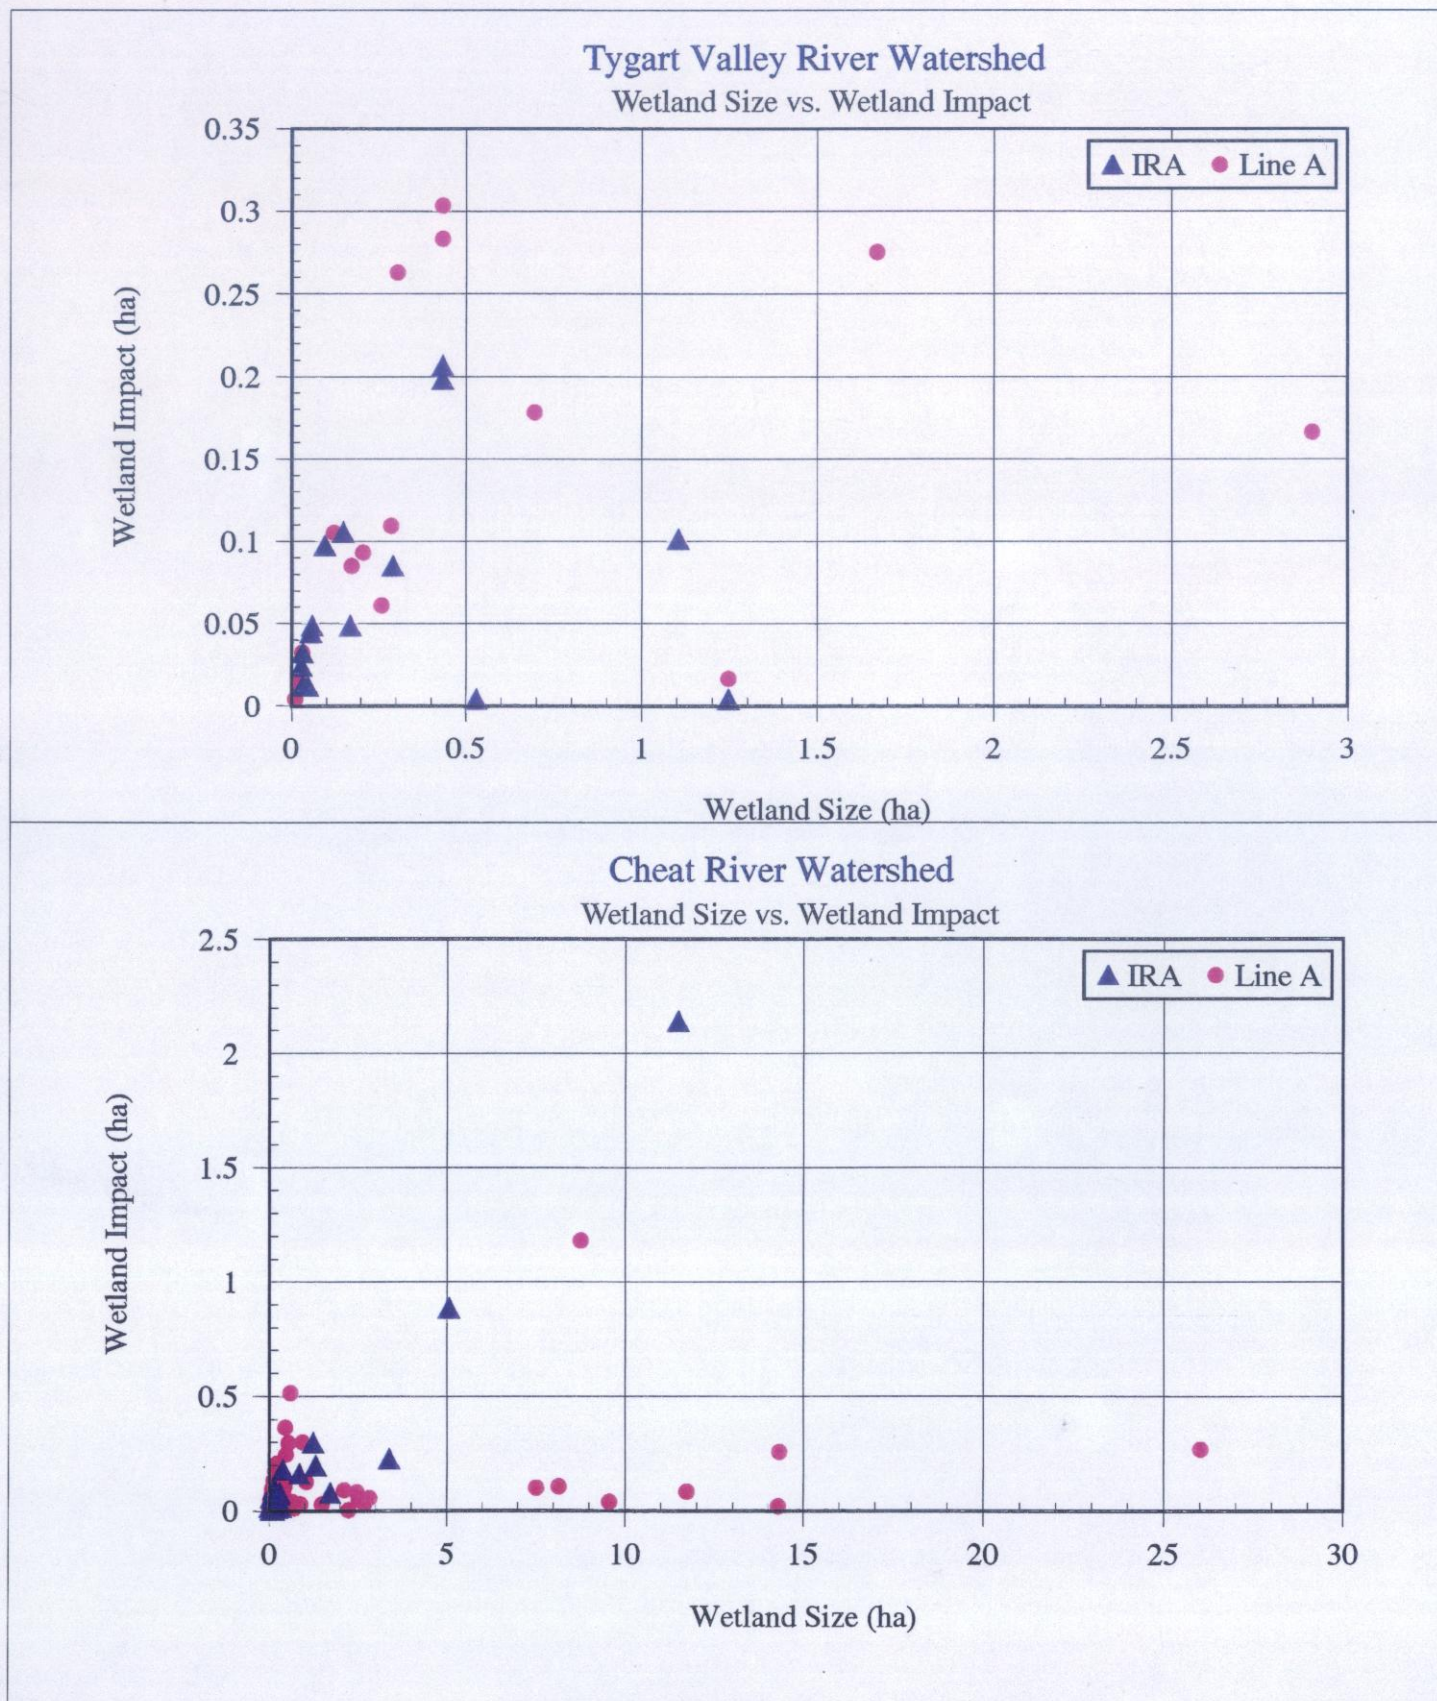 Tygart Valley River Watershed
Wetland Size vs. Wetland Impact
IRA Line A
0.35
0.3
0.25
0.2
0.15
0.1
0.05
0
Wetland Impact (ha)
0 0.5 1 1.5 2 2.5 3
Wetland Size (ha)
Cheat River Watershed
Wetland Size vs. Wetland Impact
IRA Line A
2.5
2
1.5
1
0.5
0
Wetland Impact (ha)
0 5 10 15 20 25 30
Wetland Size (ha)